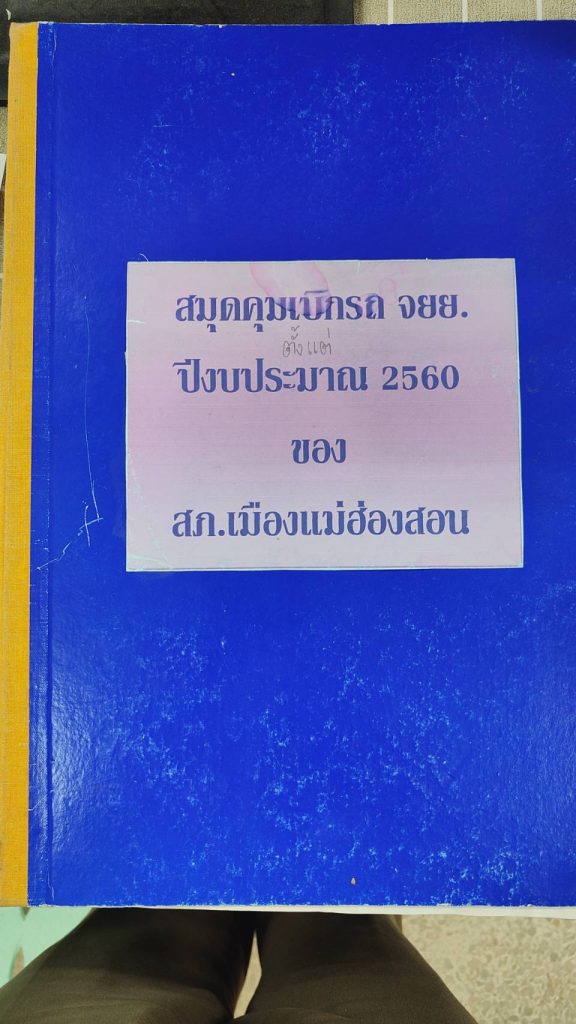 สมุดคุมเบิกรถ จยย.
ตั้งแต่
ปีงบประมาณ 2560
ของ
สภ.เมืองแม่ฮ่องสอน